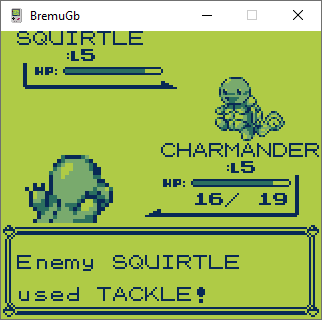 BremuGb
SQUIRTLE
:L5
HP:
CHARMANDER
:L5
HP:
16/ 19
Enemy SQUIRTLE
used TACKLE!